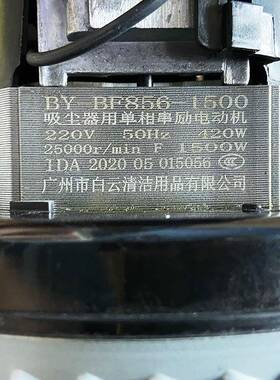 BY BF856-1500
吸尘器用单相串励电动机
220V 50Hz 420W
25000r/min F 1500W
IDA 2020 05 015056
广州市白云清洁用品有限公司